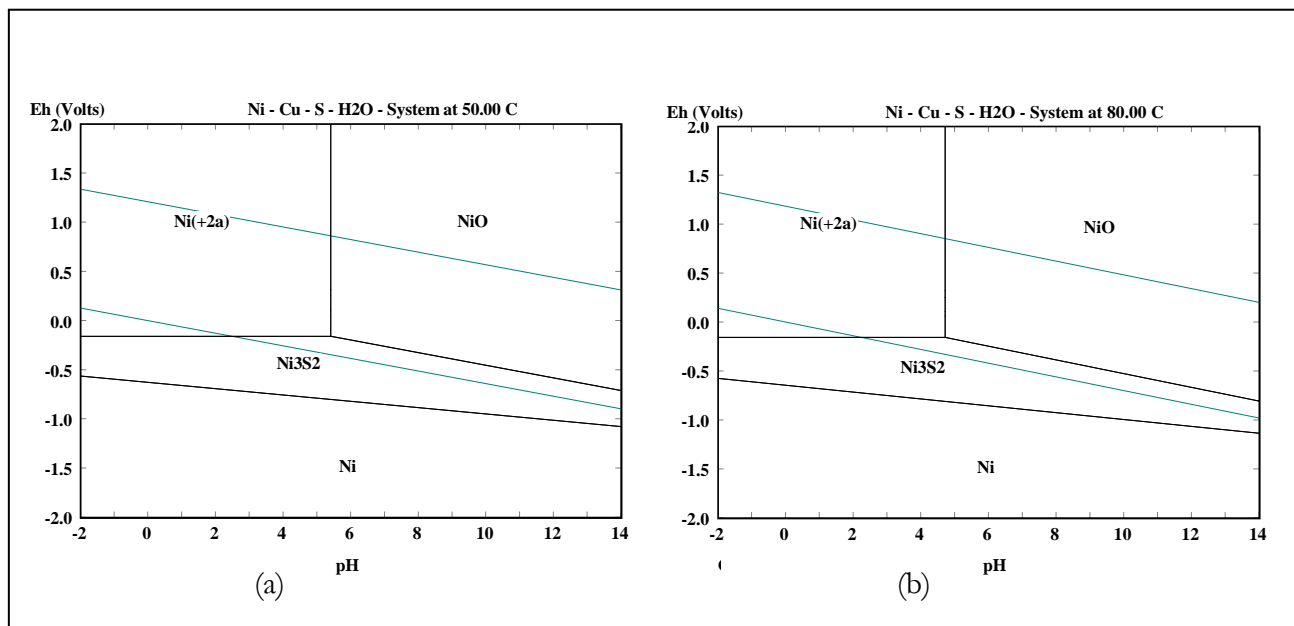 Eh (Volts)
Ni - Cu - S - H2O - System at 50.00 C
2.0
1.5
1.0
0.5
0.0
-0.5
-1.0
-1.5
-2.0
Ni(+2a)
NiO
Ni3S2
Ni
-2
0
2
4
6
8
10
12
14
pH
(a)
Eh (Volts)
Ni - Cu - S - H2O - System at 80.00 C
2.0
1.5
1.0
0.5
0.0
-0.5
-1.0
-1.5
-2.0
Ni(+2a)
NiO
Ni3S2
Ni
-2
0
2
4
6
8
10
12
14
pH
(b)